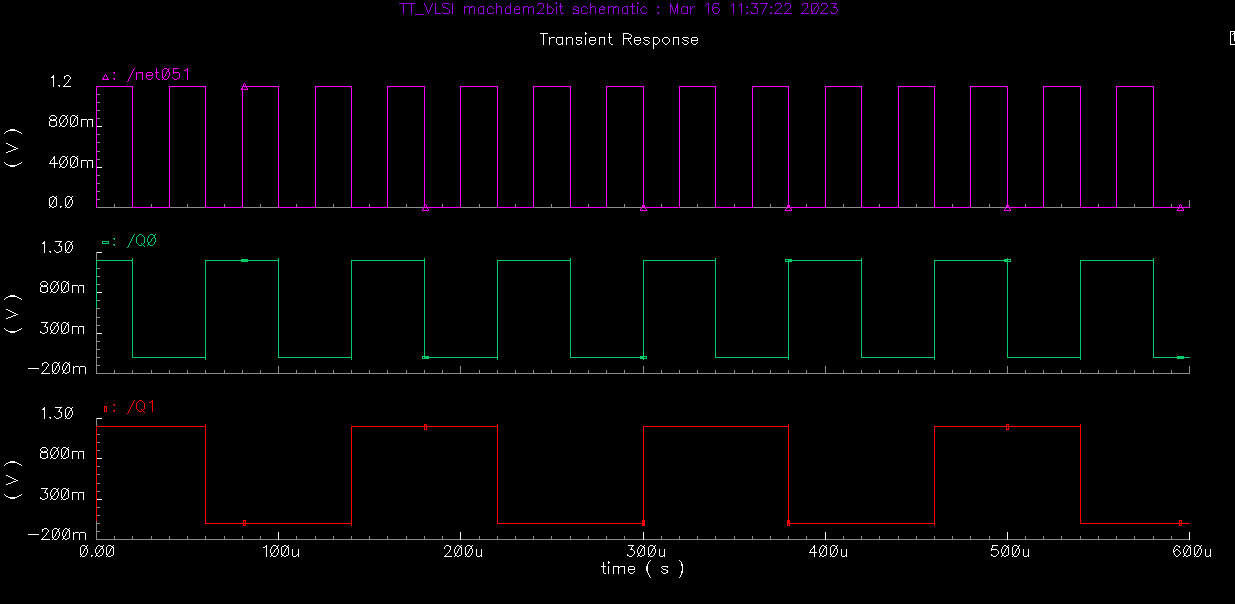 TT_VLSI machdem2bit schematic : Mar 16 11:37:22 2023
Transient Response
: /net051
1.2
800m
400m
0.0
(V)
: /Q0
1.30
800m
300m
-200m
(V)
: /Q1
1.30
800m
300m
-200m
(V)
0.00 100u 200u 300u 400u 500u 600u
time ( s )